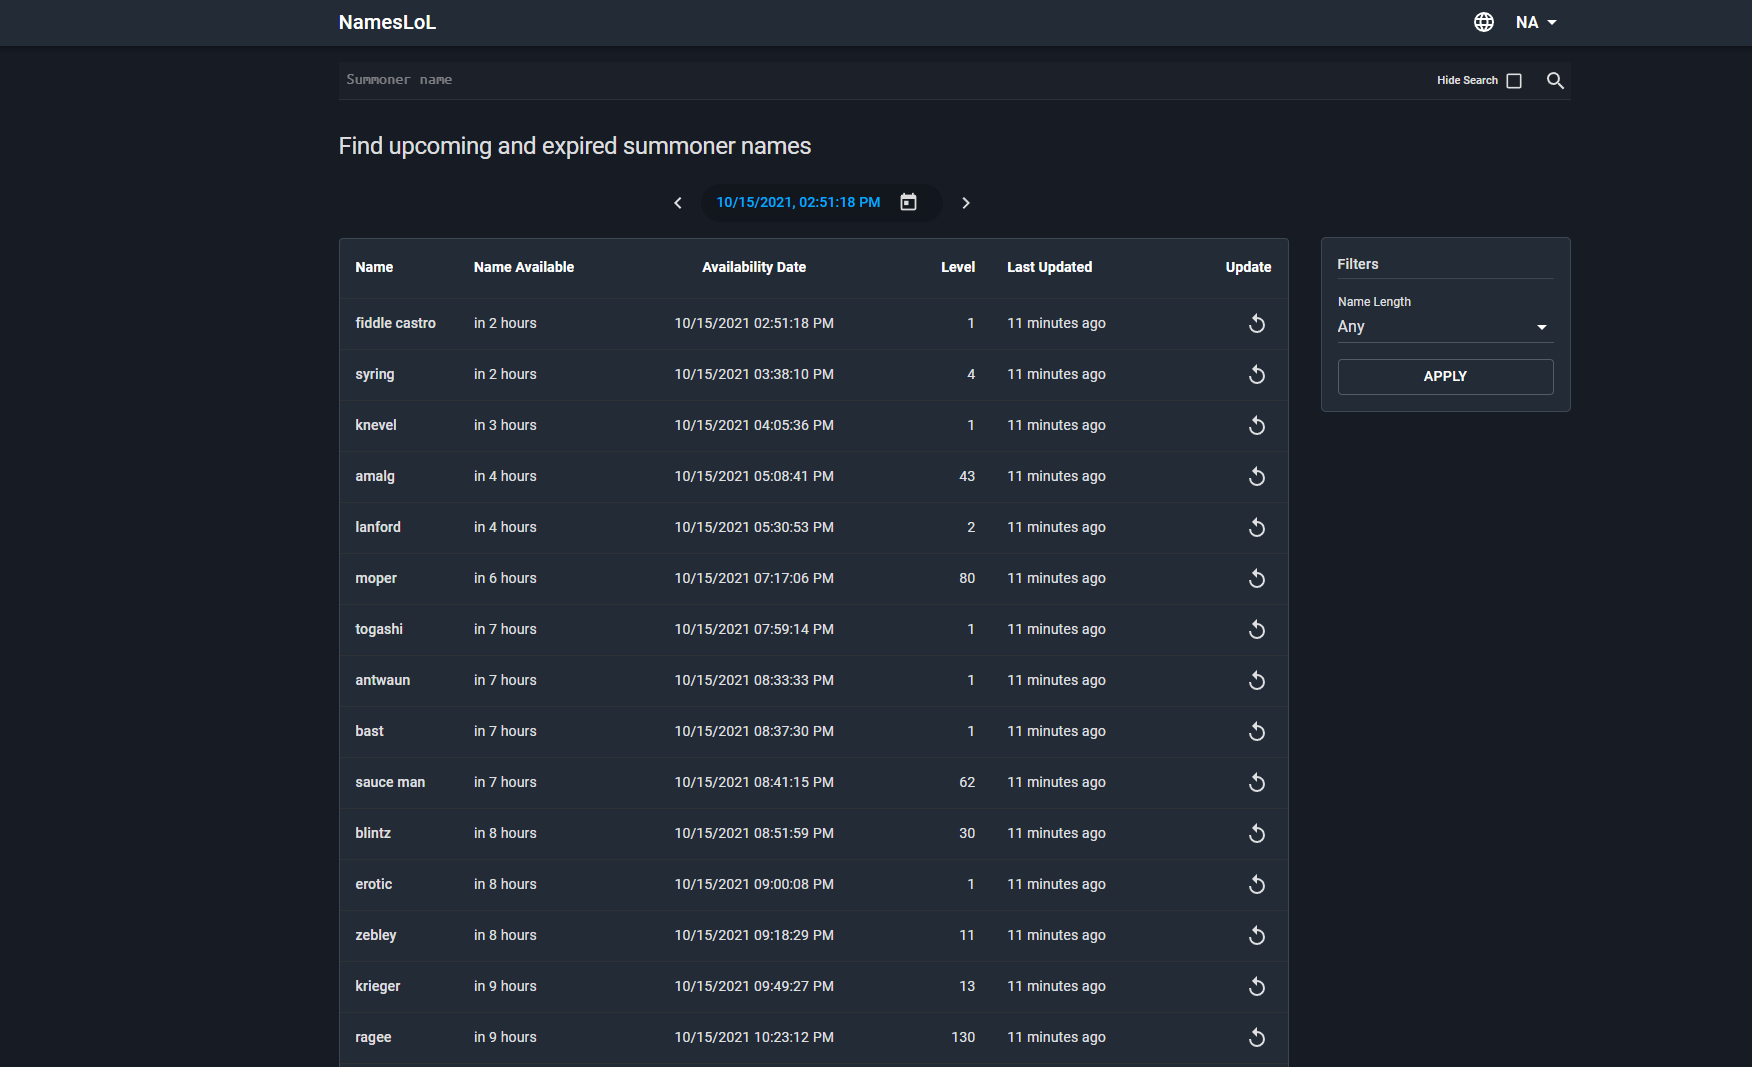 NamesLoL NA
Summoner name Hide Search
Find upcoming and expired summoner names
10/15/2021, 02:51:18 PM
Name Name Available Availability Date Level Last Updated Update
fiddle castro in 2 hours 10/15/2021 02:51:18 PM 1 11 minutes ago
syring in 2 hours 10/15/2021 03:38:10 PM 4 11 minutes ago
knevel in 3 hours 10/15/2021 04:05:36 PM 1 11 minutes ago
amalg in 4 hours 10/15/2021 05:08:41 PM 43 11 minutes ago
lanford in 4 hours 10/15/2021 05:30:53 PM 2 11 minutes ago
moper in 6 hours 10/15/2021 07:17:06 PM 80 11 minutes ago
togashi in 7 hours 10/15/2021 07:59:14 PM 1 11 minutes ago
antwaun in 7 hours 10/15/2021 08:33:33 PM 1 11 minutes ago
bast in 7 hours 10/15/2021 08:37:30 PM 1 11 minutes ago
sauce man in 7 hours 10/15/2021 08:41:15 PM 62 11 minutes ago
blintz in 8 hours 10/15/2021 08:51:59 PM 30 11 minutes ago
erotic in 8 hours 10/15/2021 09:00:08 PM 1 11 minutes ago
zebley in 8 hours 10/15/2021 09:18:29 PM 11 11 minutes ago
krieger in 9 hours 10/15/2021 09:49:27 PM 13 11 minutes ago
ragee in 9 hours 10/15/2021 10:23:12 PM 130 11 minutes ago
Filters
Name Length
Any
APPLY